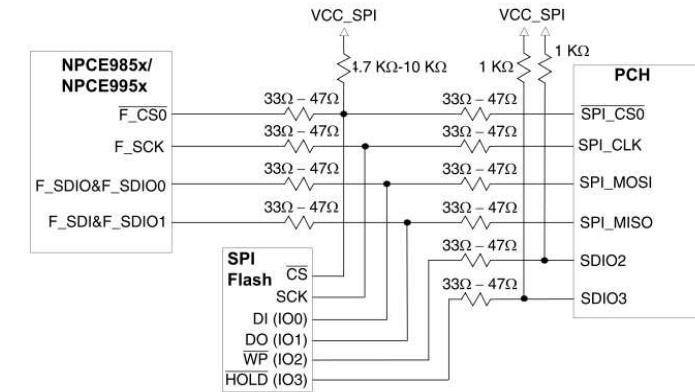 VCC_SPI VCC_SPI
1 KΩ
NPCE985x/
NPCE995x
4.7 KΩ-10 KΩ 1 KΩ
PCH
F_CS0 33Ω – 47Ω 33Ω – 47Ω SPI_CS0
F_SCK 33Ω – 47Ω 33Ω – 47Ω SPI_CLK
F_SDIO&F_SDIO0 33Ω – 47Ω 33Ω – 47Ω SPI_MOSI
F_SDI&F_SDIO1 33Ω – 47Ω 33Ω – 47Ω SPI_MISO
33Ω – 47Ω SDIO2
33Ω – 47Ω SDIO3
SPI
Flash
CS
SCK
DI (IO0)
DO (IO1)
WP (IO2)
HOLD (IO3)